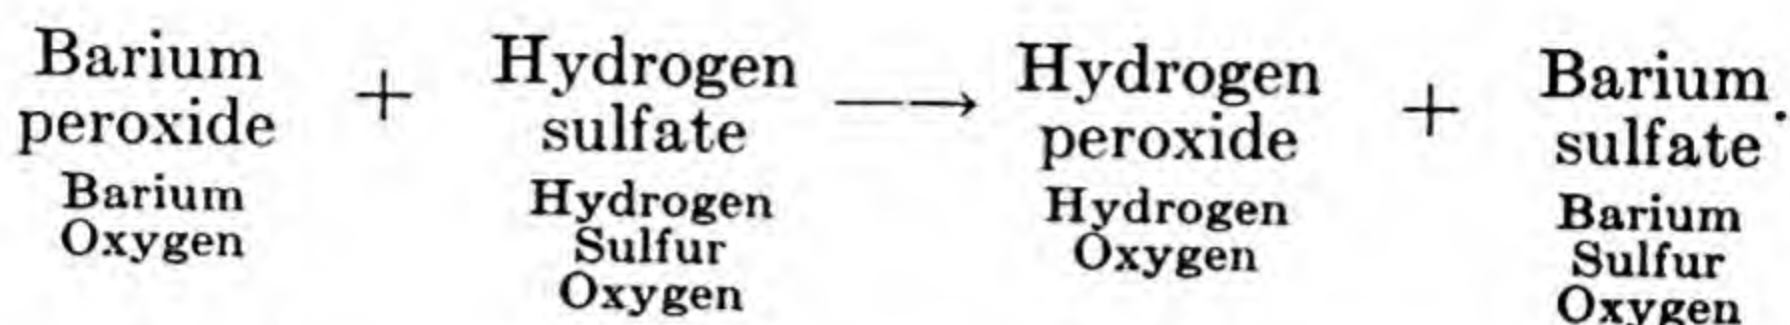 Barium + Hydrogen ⟶ Hydrogen + Barium.
peroxide sulfate peroxide sulfate
Barium Hydrogen Hydrogen Barium
Oxygen Sulfur Oxygen Sulfur
Oxygen Oxygen